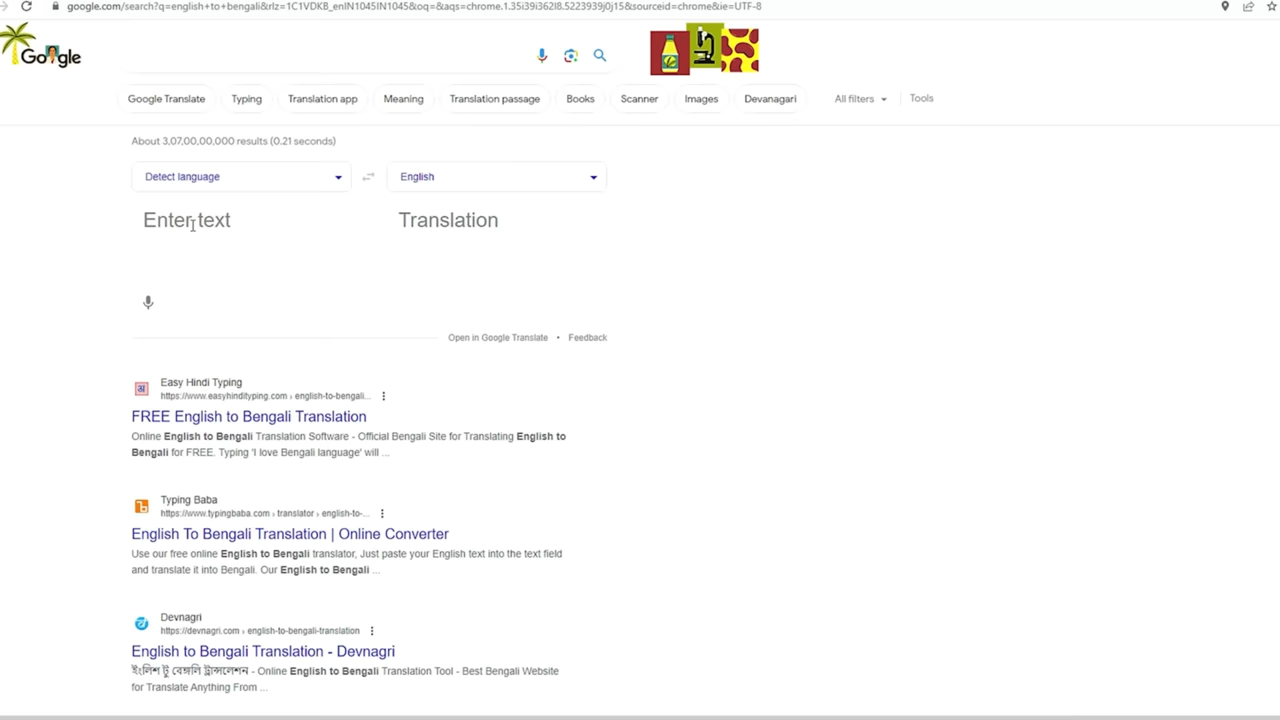 google.com/search?q=english+to+bengali&rlz=1C1VDKB_enIN1045IN1045&oq=&aqs=chrome.1.35i39i362l8.5223939j0j15&sourceid=chrome&ie=UTF-8
Google
Google Translate Typing Translation app Meaning Translation passage Books Scanner Images Devanagari All filters Tools
About 3,07,00,00,000 results (0.21 seconds)
Detect language English
Enter text Translation
Open in Google Translate • Feedback
Easy Hindi Typing
https://www.easyhindityping.com › english-to-bengali...
FREE English to Bengali Translation
Online English to Bengali Translation Software - Official Bengali Site for Translating English to
Bengali for FREE. Typing 'I love Bengali language' will ...
Typing Baba
https://www.typingbaba.com › translator › english-to-...
English To Bengali Translation | Online Converter
Use our free online English to Bengali translator, Just paste your English text into the text field
and translate it into Bengali. Our English to Bengali ...
Devnagri
https://devnagri.com › english-to-bengali-translation
English to Bengali Translation - Devnagri
ইংলিশ টু বেঙ্গলি ট্রান্সলেশন - Online English to Bengali Translation Tool - Best Bengali Website
for Translate Anything From ...